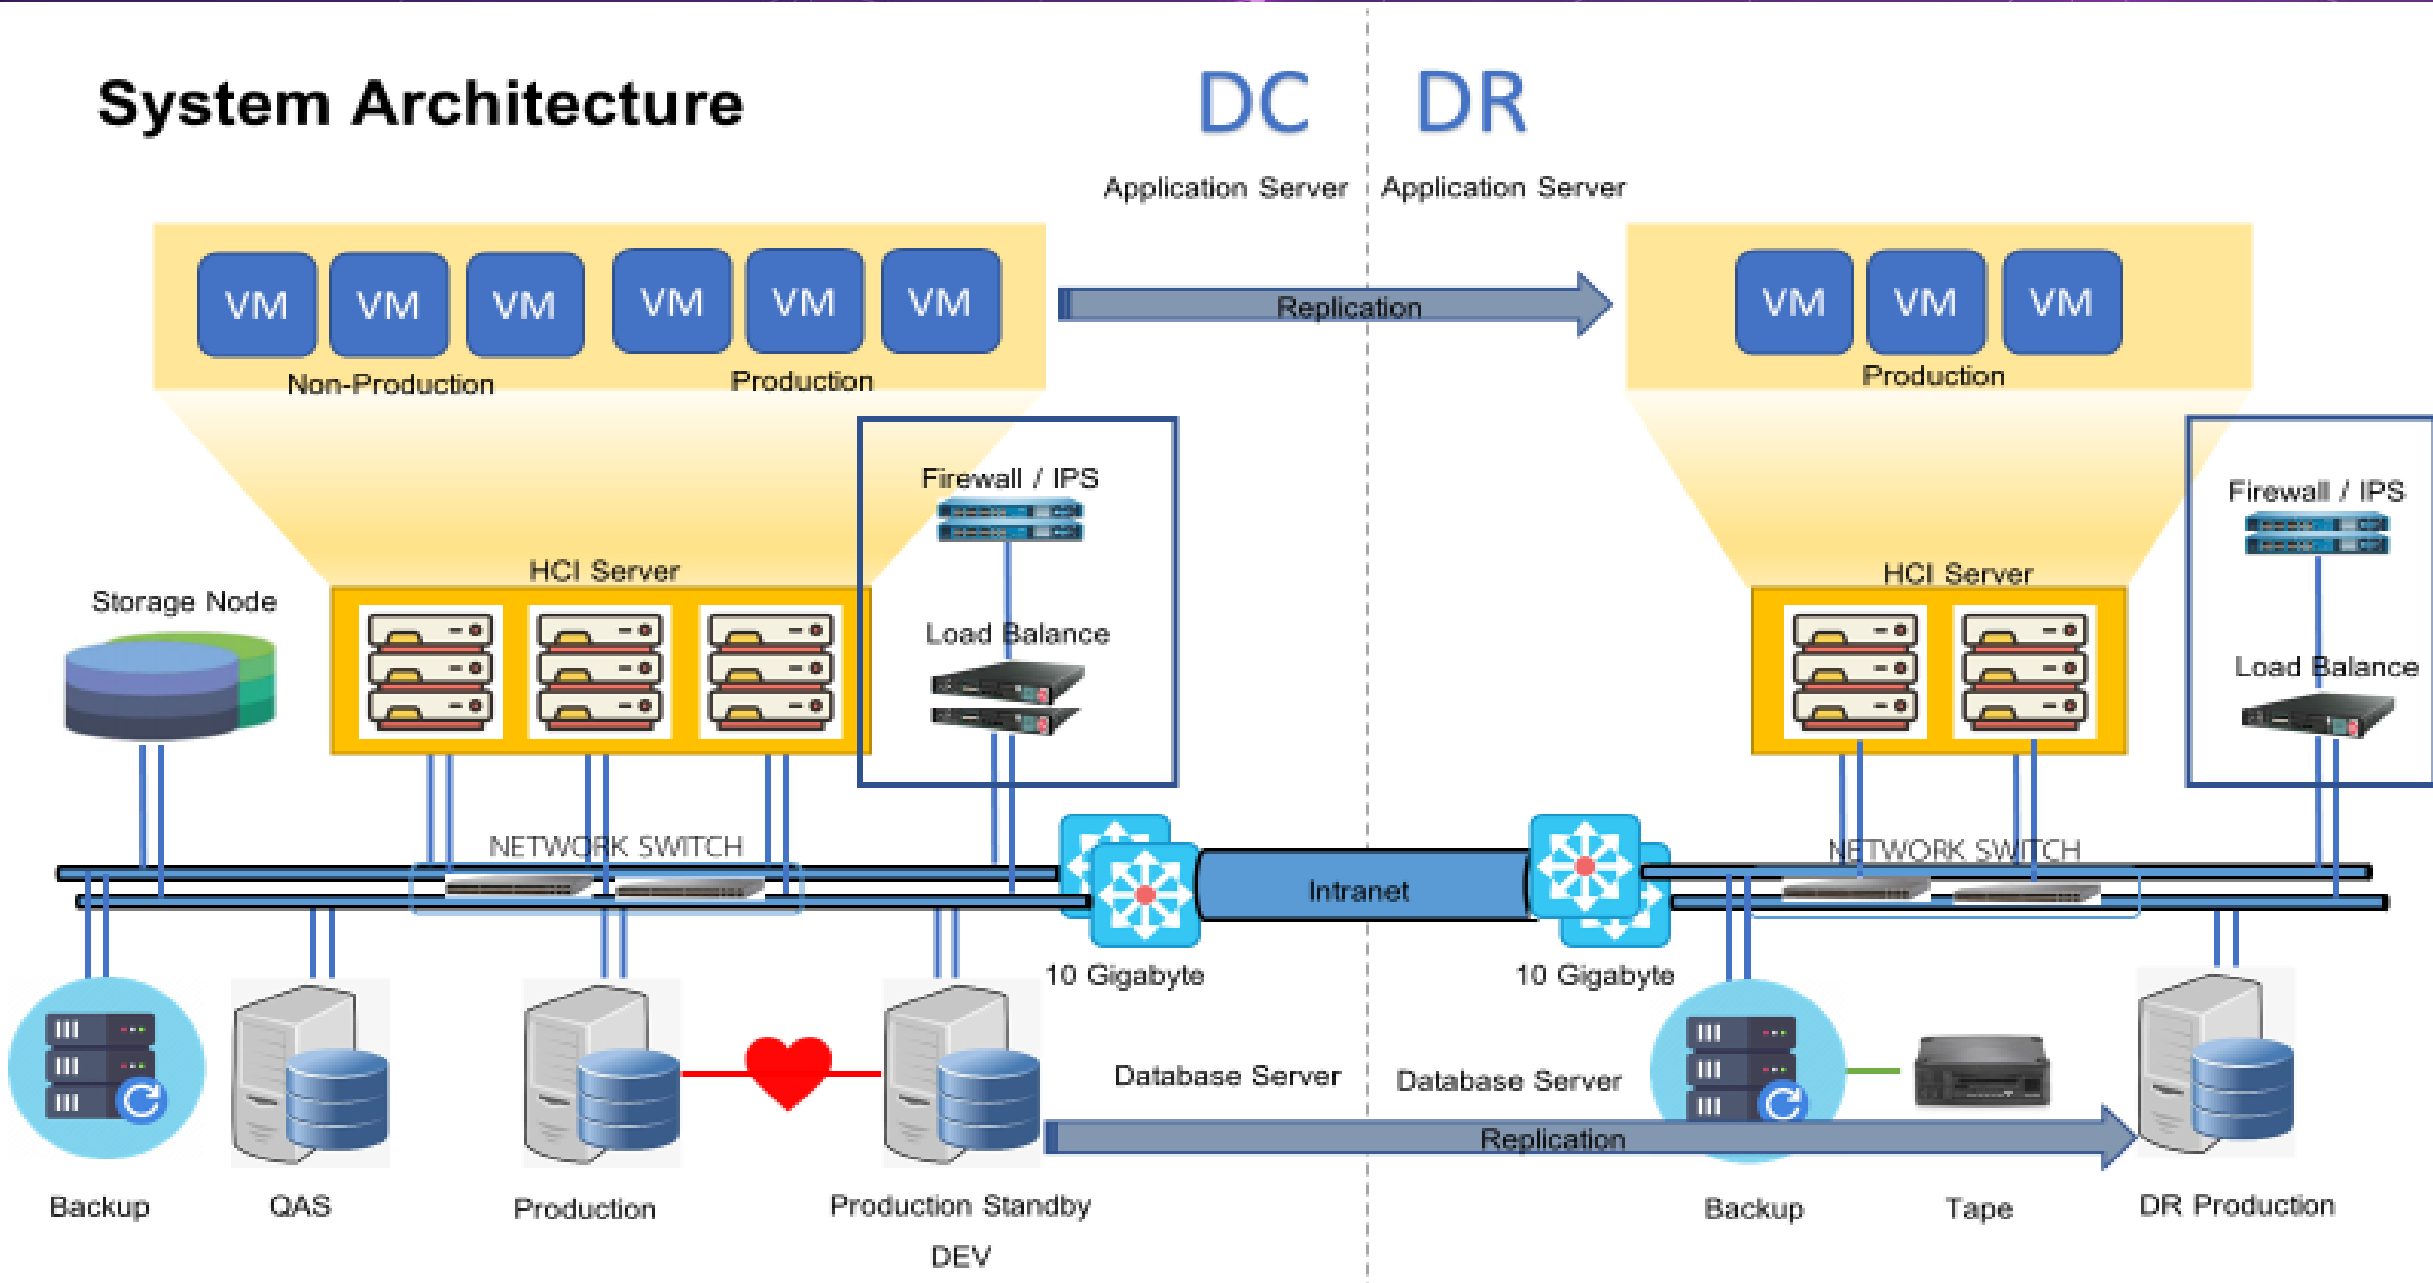 System Architecture
DC
DR
Application Server
Application Server
VM
VM
VM
VM
VM
VM
Non-Production
Production
Replication
VM
VM
VM
Production
Firewall / IPS
Load Balance
HCI Server
Storage Node
Firewall / IPS
Load Balance
HCI Server
NETWORK SWITCH
Intranet
NETWORK SWITCH
10 Gigabyte
10 Gigabyte
Database Server
Database Server
Replication
Backup
QAS
Production
Production Standby
DEV
Backup
Tape
DR Production